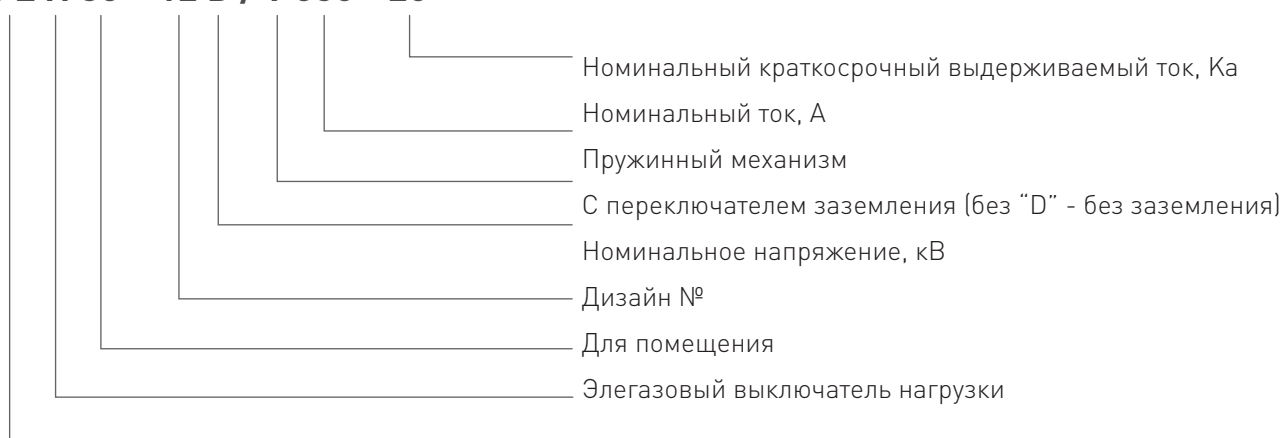 Номинальный краткосрочный выдерживаемый ток, Ка
Номинальный ток, А
Пружинный механизм
С переключателем заземления (без “D” - без заземления)
Номинальное напряжение, кВ
Дизайн №
Для помещения
Элегазовый выключатель нагрузки